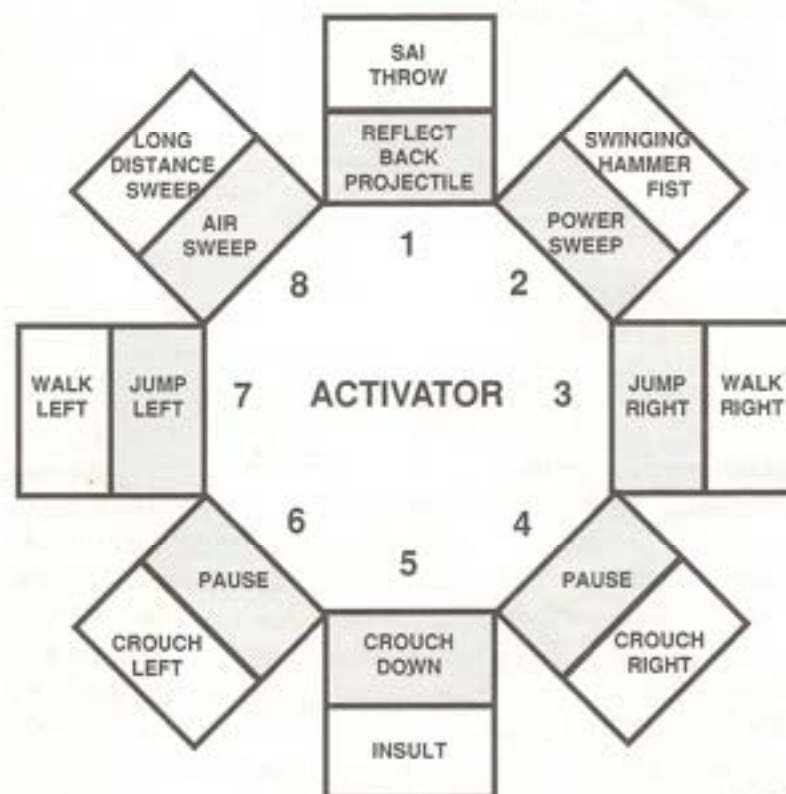 SAI
THROW
REFLECT
BACK
PROJECTILE
1
SWINGING
HAMMER
FIST
POWER
SWEEP
2
LONG
DISTANCE
SWEEP
AIR
SWEEP
8
WALK
LEFT
JUMP
LEFT
7
ACTIVATOR
3
JUMP
RIGHT
WALK
RIGHT
6
PAUSE
CROUCH
LEFT
5
CROUCH
DOWN
INSULT
4
PAUSE
CROUCH
RIGHT